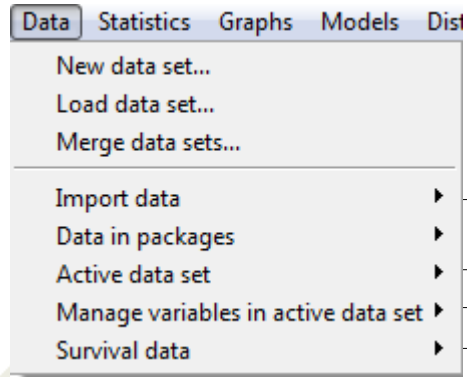 Data Statistics Graphs Models Dist
New data set...
Load data set...
Merge data sets...
Import data
Data in packages
Active data set
Manage variables in active data set
Survival data